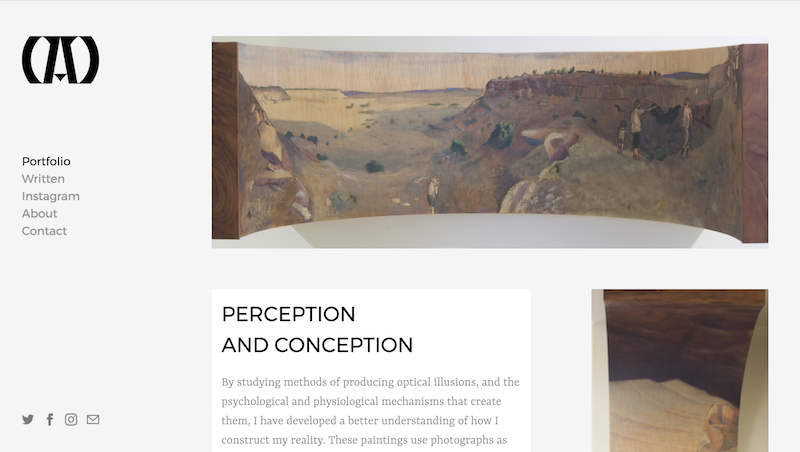 Portfolio
Written
Instagram
About
Contact
PERCEPTION
AND CONCEPTION
By studying methods of producing optical illusions, and the
psychological and physiological mechanisms that create
them, I have developed a better understanding of how I
construct my reality. These paintings use photographs as